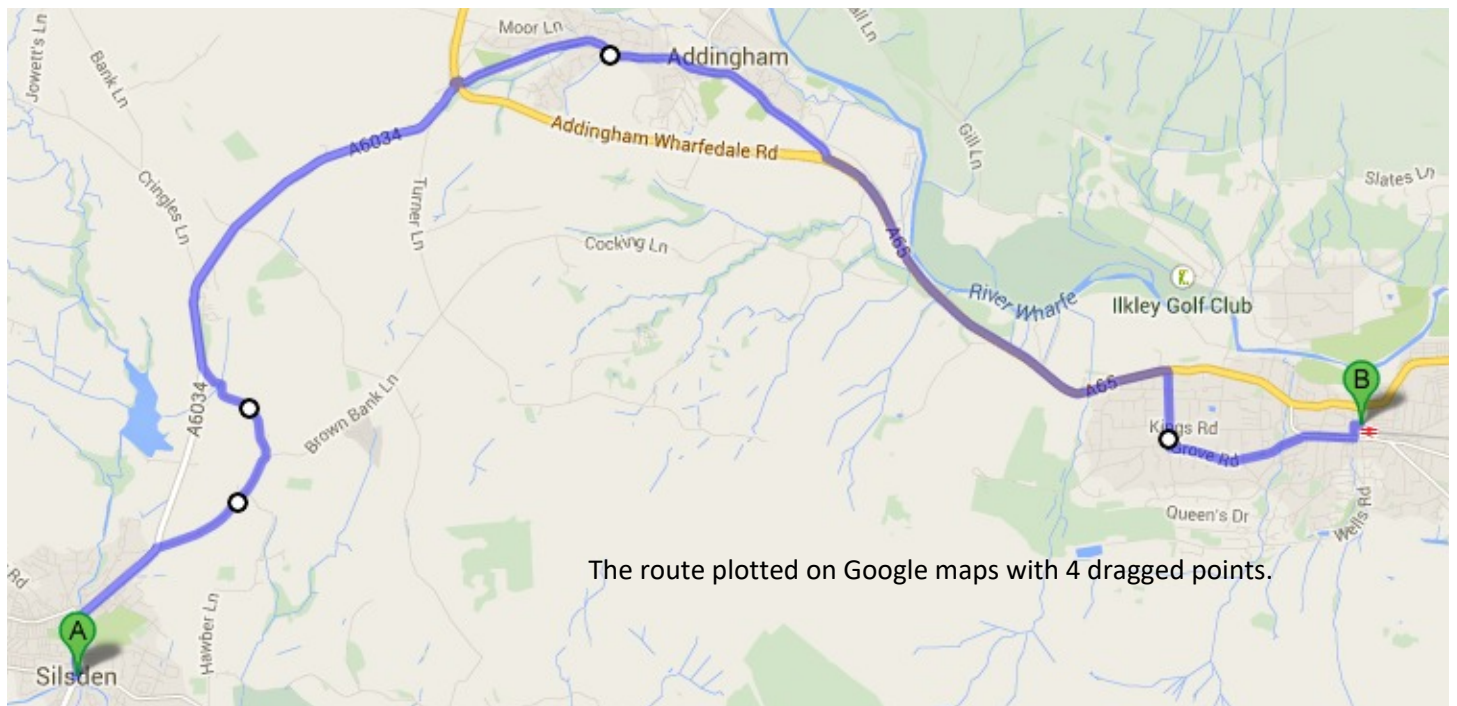 Jowett's Ln
Bank Ln
Moor Ln
Addingham
A6034
Addingham Wharfedale Rd
Gill Ln
Slates Ln
Cringles Ln
Turner Ln
Cocking Ln
A65
River Wharfe
Ilkley Golf Club
A6034
Brown Bank Ln
A65
B
Kings Rd
Grove Rd
Queen's Dr
Wells Rd
The route plotted on Google maps with 4 dragged points.
Rd
A
Hawber Ln
Silsden